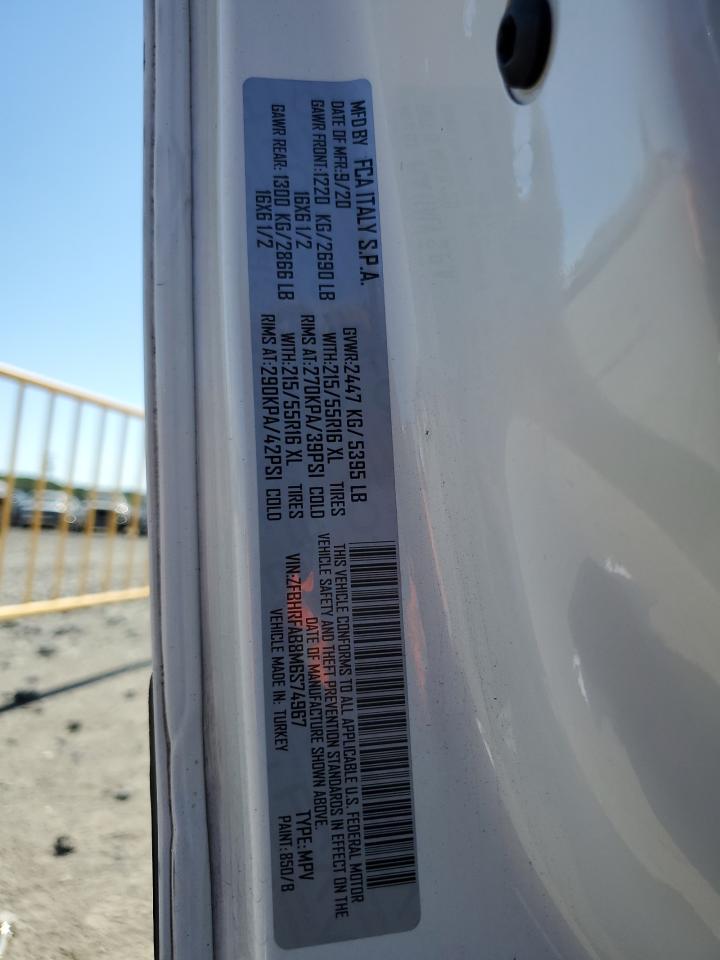 MFD BY FCA ITALY S.P.A.
DATE OF MFR:9/20 GVWR:2447 KG/5395 LB
GAWR FRONT:1220 KG/2690 LB WITH:215/55R16 XL TIRES
16X6 1/2 RIMS AT:270KPA/39PSI COLD
GAWR REAR: 1300 KG/2866 LB WITH:215/55R16 XL TIRES
16X6 1/2 RIMS AT:290KPA/42PSI COLD
THIS VEHICLE CONFORMS TO ALL APPLICABLE U.S. FEDERAL MOTOR
VEHICLE SAFETY AND THEFT PREVENTION STANDARDS IN EFFECT ON THE
DATE OF MANUFACTURE SHOWN ABOVE.
VIN:ZFBHRFAB8M6S74967 TYPE:MPV
VEHICLE MADE IN: TURKEY PAINT:850/B